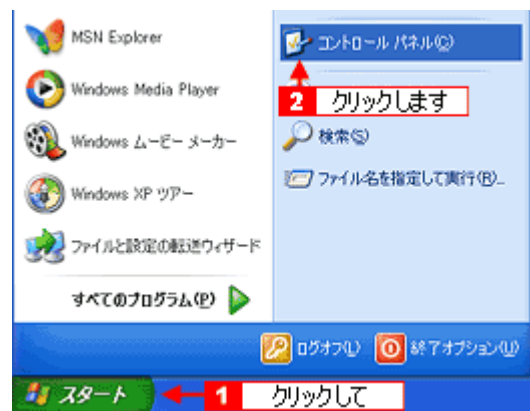 MSN Explorer
Windows Media Player
Windows ムービー メーカー
Windows XP ツアー
ファイルと設定の転送ウィザード
すべてのプログラム(P)
コントロール パネル(C)
2 クリックします
検索(S)
ファイル名を指定して実行(R)...
ログオフ(L)
終了オプション(U)
スタート
1 クリックして